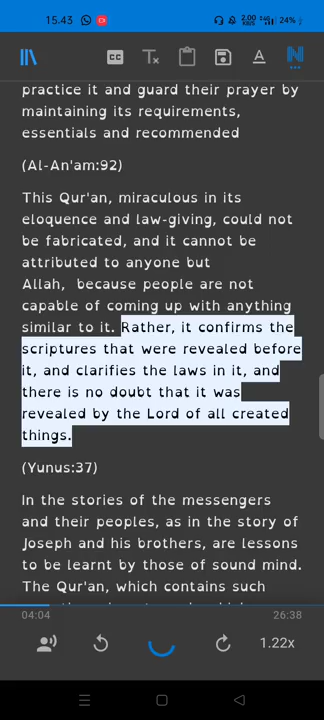 15.43
2.00 KB/S
24%
CC
practice it and guard their prayer by
maintaining its requirements,
essentials and recommended
(Al-An'am:92)
This Qur'an, miraculous in its
eloquence and law-giving, could not
be fabricated, and it cannot be
attributed to anyone but
Allah, because people are not
capable of coming up with anything
similar to it. Rather, it confirms the
scriptures that were revealed before
it, and clarifies the laws in it, and
there is no doubt that it was
revealed by the Lord of all created
things.
(Yunus:37)
In the stories of the messengers
and their peoples, as in the story of
Joseph and his brothers, are lessons
to be learnt by those of sound mind.
The Qur'an, which contains such
04:04
26:38
1.22x